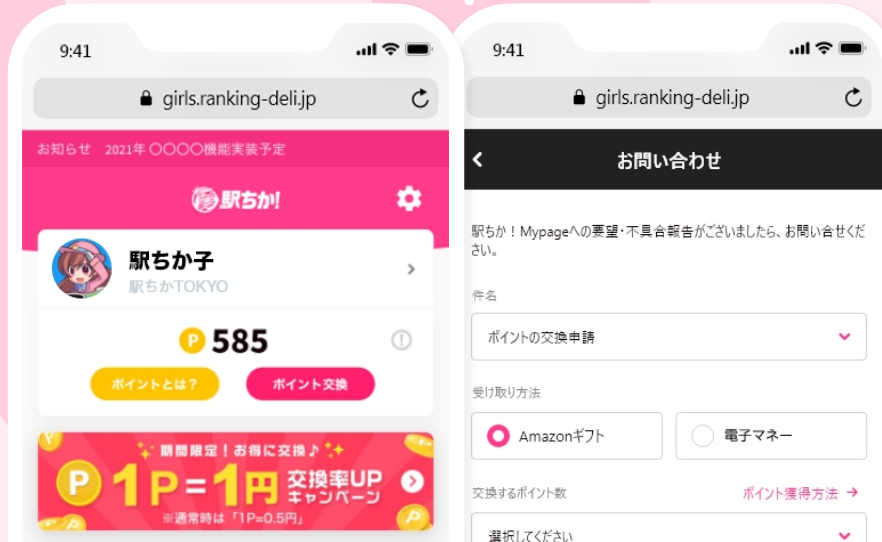 9:41
girls.ranking-deli.jp
お知らせ 2021年 〇〇〇〇機能実装予定
駅ちか!
駅ちか子
駅ちかTOKYO
P 585
ポイントとは?
ポイント交換
期間限定!お得に交換♪
P 1P=1円 交換率UP
キャンペーン
※通常時は「1P=0.5円」
9:41
girls.ranking-deli.jp
お問い合わせ
駅ちか!Mypageへの要望・不具合報告がございましたら、お問い合せくだ
さい。
件名
ポイントの交換申請
受け取り方法
Amazonギフト
電子マネー
交換するポイント数
ポイント獲得方法 →
選択してください